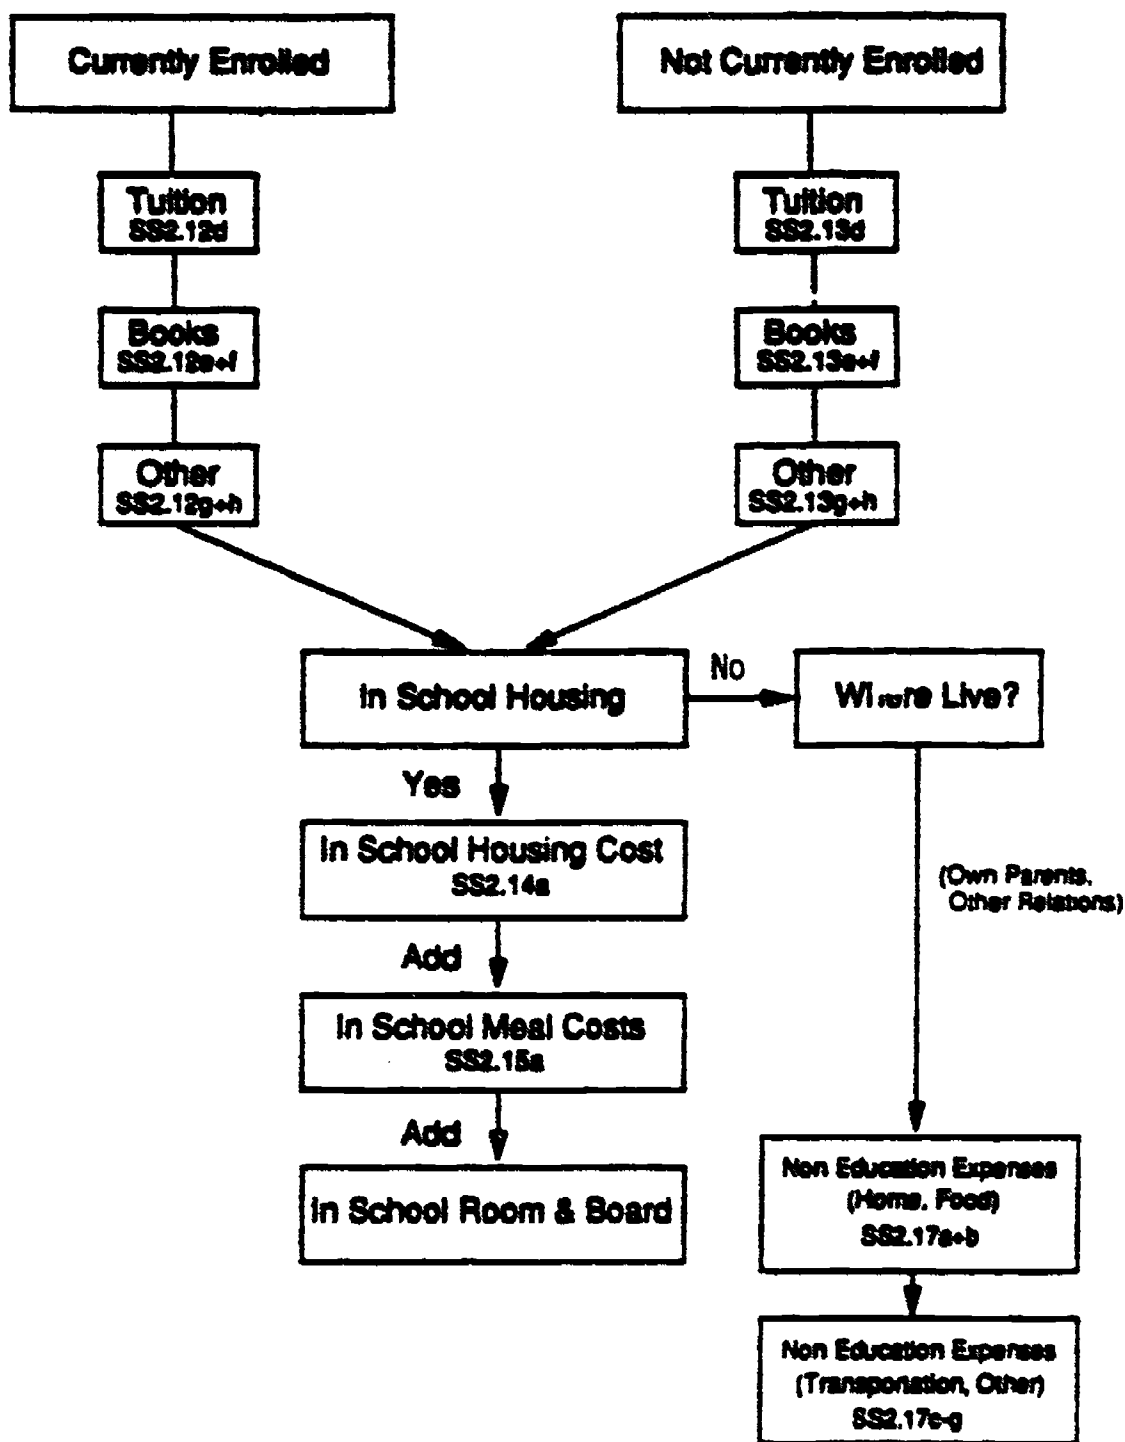 Currently Enrolled
Not Currently Enrolled
Tuition
SS2.12d
Tuition
SS2.13d
Books
SS2.12e+f
Books
SS2.13e+f
Other
SS2.12g+h
Other
SS2.13g+h
In School Housing
No
Where Live?
Yes
In School Housing Cost
SS2.14a
(Own Parents,
Other Relations)
Add
In School Meal Costs
SS2.15a
Add
In School Room & Board
Non Education Expenses
(Home, Food)
SS2.17a+b
Non Education Expenses
(Transportation, Other)
SS2.17c-g